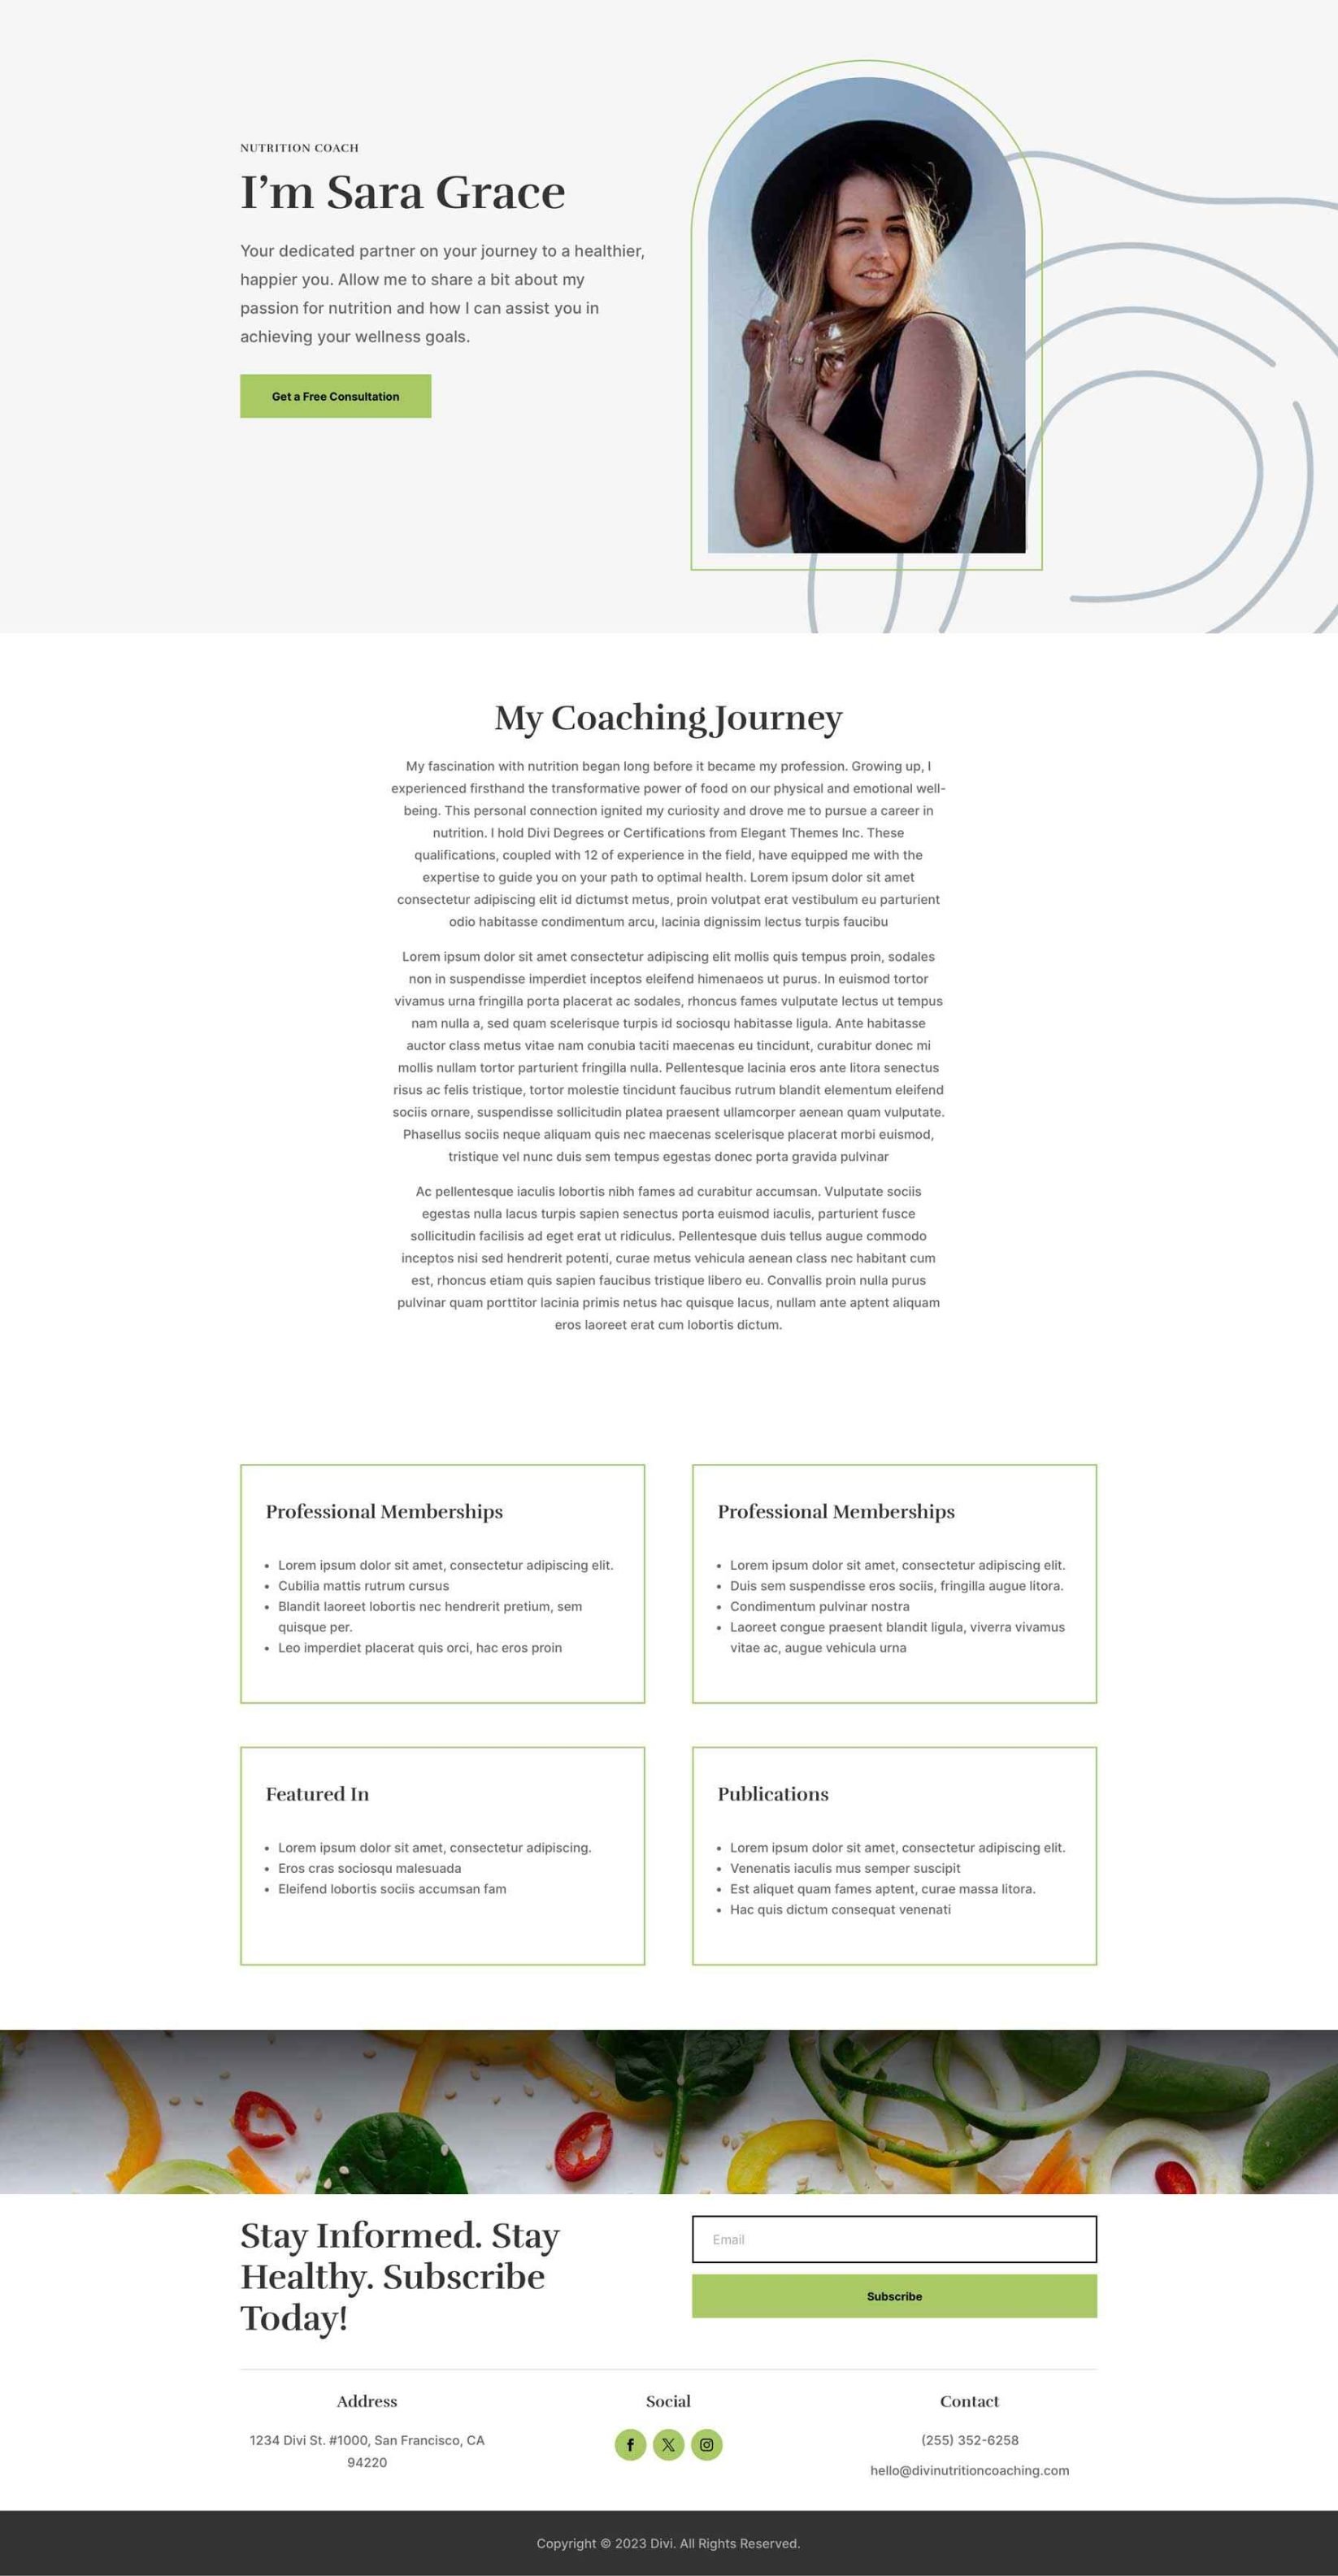 NUTRITION COACH
I’m Sara Grace
Your dedicated partner on your journey to a healthier,
happier you. Allow me to share a bit about my
passion for nutrition and how I can assist you in
achieving your wellness goals.
Get a Free Consultation
My Coaching Journey
My fascination with nutrition began long before it became my profession. Growing up, I
experienced firsthand the transformative power of food on our physical and emotional well-
being. This personal connection ignited my curiosity and drove me to pursue a career in
nutrition. I hold Divi Degrees or Certifications from Elegant Themes Inc. These
qualifications, coupled with 12 of experience in the field, have equipped me with the
expertise to guide you on your path to optimal health. Lorem ipsum dolor sit amet
consectetur adipiscing elit id dictumst metus, proin volutpat erat vestibulum eu parturient
odio habitasse condimentum arcu, lacinia dignissim lectus turpis faucibu
Lorem ipsum dolor sit amet consectetur adipiscing elit mollis quis tempus proin, sodales
non in suspendisse imperdiet inceptos eleifend himenaeos ut purus. In euismod tortor
vivamus urna fringilla porta placerat ac sodales, rhoncus fames vulputate lectus ut tempus
nam nulla a, sed quam scelerisque turpis id sociosqu habitasse ligula. Ante habitasse
auctor class metus vitae nam conubia taciti maecenas eu tincidunt, curabitur donec mi
mollis nullam tortor parturient fringilla nulla. Pellentesque lacinia eros ante litora senectus
risus ac felis tristique, tortor molestie tincidunt faucibus rutrum blandit elementum eleifend
sociis ornare, suspendisse sollicitudin platea praesent ullamcorper aenean quam vulputate.
Phasellus sociis neque aliquam quis nec maecenas scelerisque placerat morbi euismod,
tristique vel nunc duis sem tempus egestas donec porta gravida pulvinar
Ac pellentesque iaculis lobortis nibh fames ad curabitur accumsan. Vulputate sociis
egestas nulla lacus turpis sapien senectus porta euismod iaculis, parturient fusce
sollicitudin facilisis ad eget erat ut ridiculus. Pellentesque duis tellus augue commodo
inceptos nisi sed hendrerit potenti, curae metus vehicula aenean class nec habitant cum
est, rhoncus etiam quis sapien faucibus tristique libero eu. Convallis proin nulla purus
pulvinar quam porttitor lacinia primis netus hac quisque lacus, nullam ante aptent aliquam
eros laoreet erat cum lobortis dictum.
Professional Memberships
• Lorem ipsum dolor sit amet, consectetur adipiscing elit.
• Cubilia mattis rutrum cursus
• Blandit laoreet lobortis nec hendrerit pretium, sem
quisque per.
• Leo imperdiet placerat quis orci, hac eros proin
Professional Memberships
• Lorem ipsum dolor sit amet, consectetur adipiscing elit.
• Duis sem suspendisse eros sociis, fringilla augue litora.
• Condimentum pulvinar nostra
• Laoreet congue praesent blandit ligula, viverra vivamus
vitae ac, augue vehicula urna
Featured In
• Lorem ipsum dolor sit amet, consectetur adipiscing.
• Eros cras sociosqu malesuada
• Eleifend lobortis sociis accumsan fam
Publications
• Lorem ipsum dolor sit amet, consectetur adipiscing elit.
• Venenatis iaculis mus semper suscipit
• Est aliquet quam fames aptent, curae massa litora.
• Hac quis dictum consequat venenati
Stay Informed. Stay
Healthy. Subscribe
Today!
Email
Subscribe
Address
1234 Divi St. #1000, San Francisco, CA
94220
Social
Contact
(255) 352-6258
hello@divinutritioncoaching.com
Copyright © 2023 Divi. All Rights Reserved.